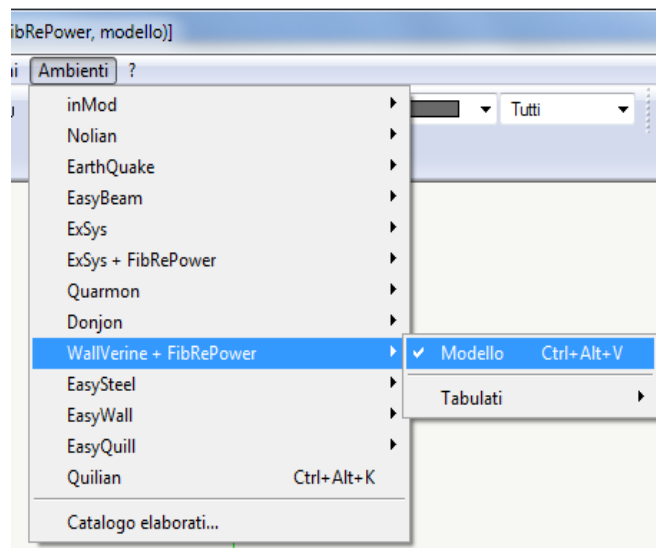 ibRePower, modello)]
i Ambienti ?
Tutti
inMod
Nolian
EarthQuake
EasyBeam
ExSys
ExSys + FibRePower
Quarmon
Donjon
WallVerine + FibRePower
Modello Ctrl+Alt+V
EasySteel
Tabulati
EasyWall
EasyQuill
Quilian Ctrl+Alt+K
Catalogo elaborati...